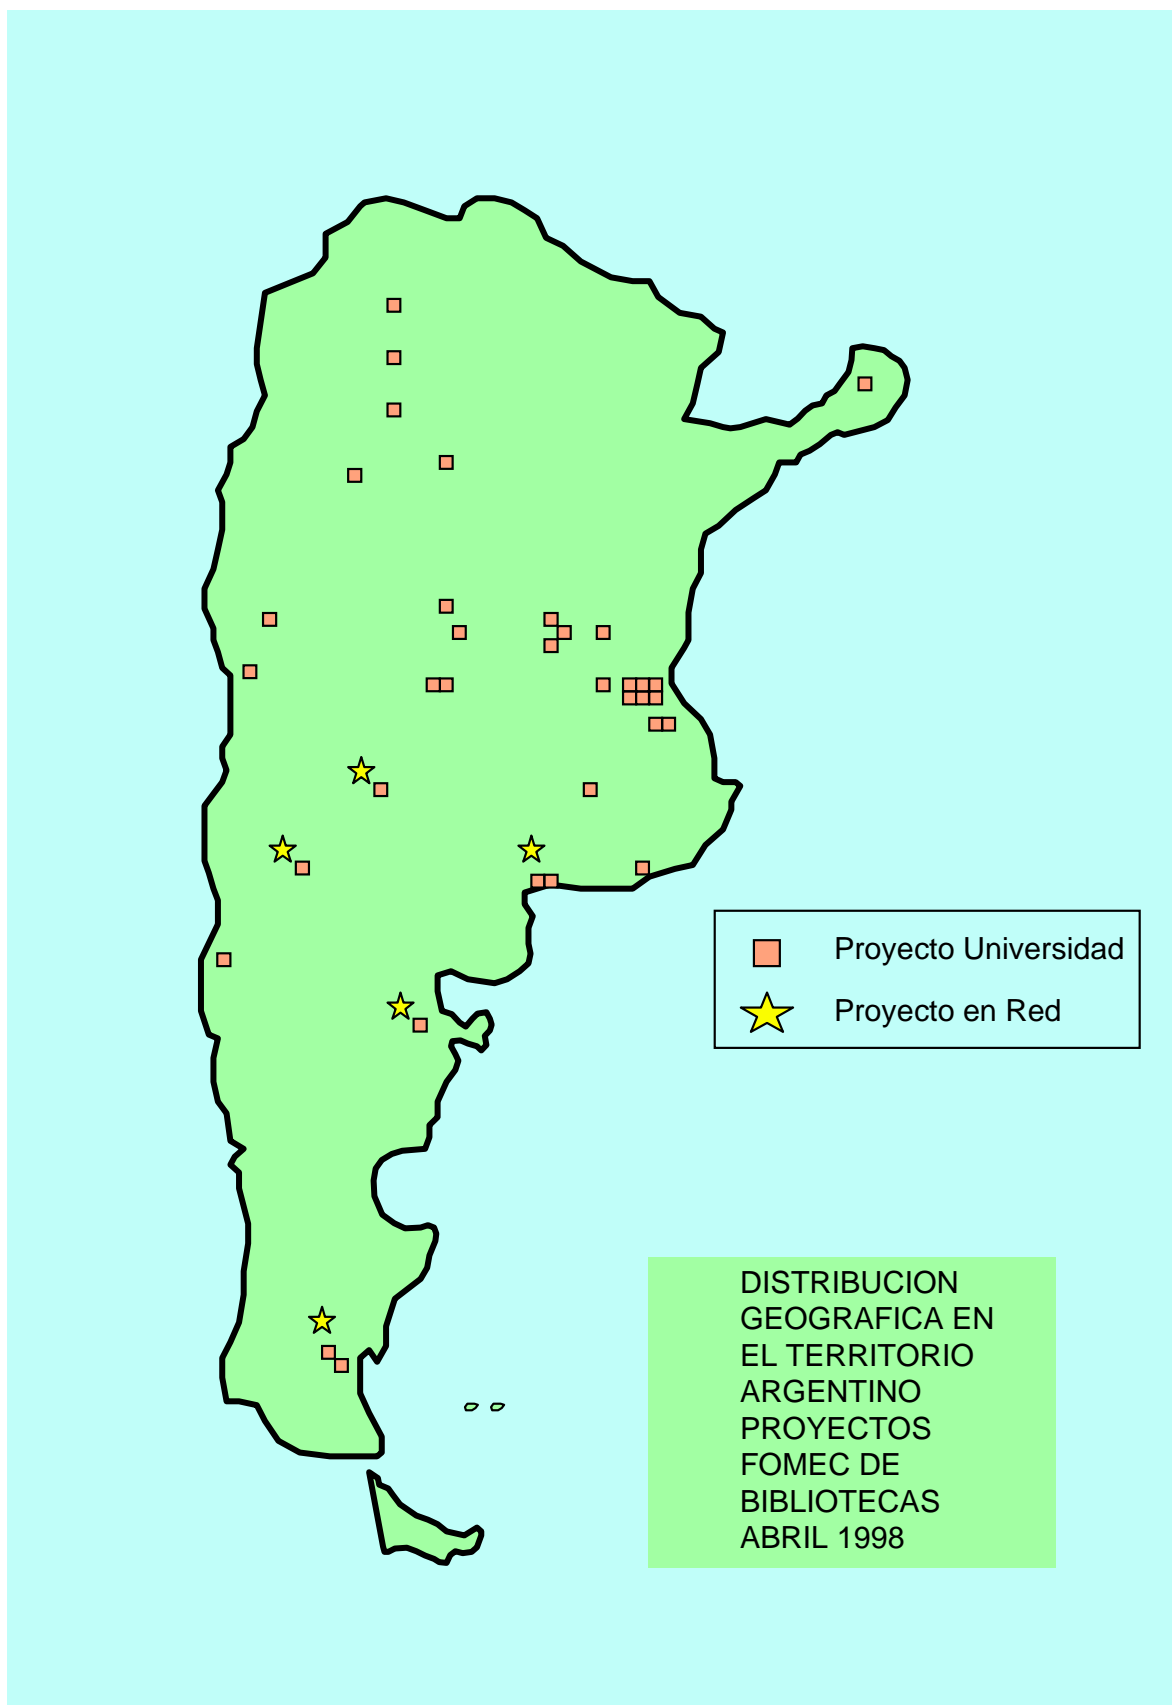 Proyecto Universidad
Proyecto en Red
DISTRIBUCION
GEOGRAFICA EN
EL TERRITORIO
ARGENTINO
PROYECTOS
FOMEC DE
BIBLIOTECAS
ABRIL 1998